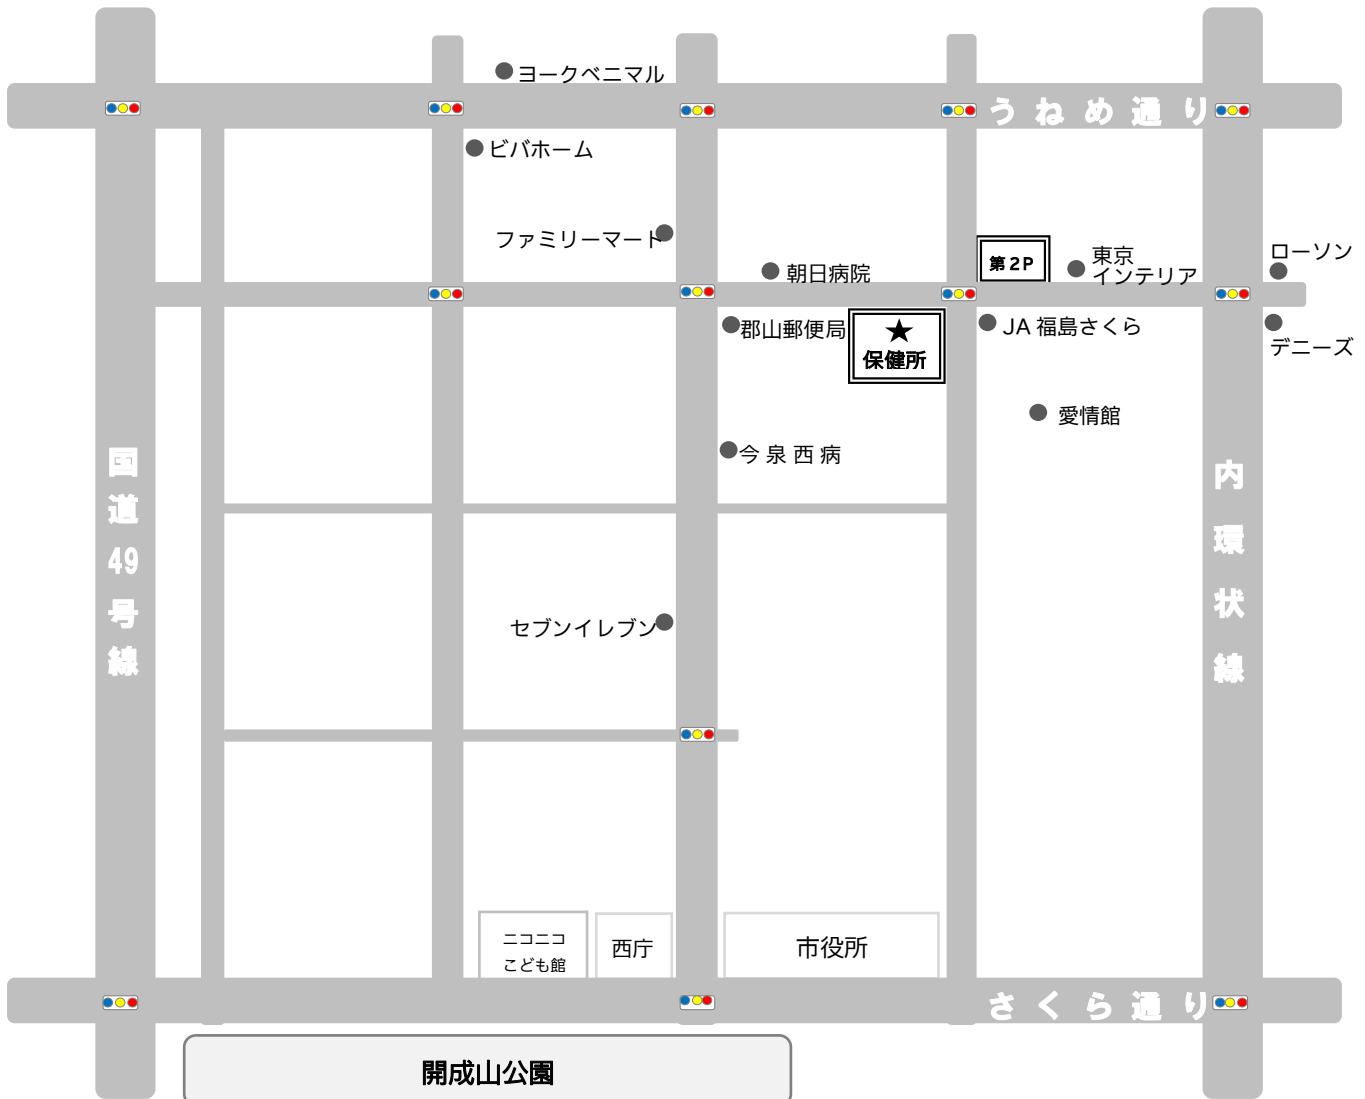 ヨークベニマル
うねめ通り
ビバホーム
ファミリーマート
朝日病院
第2P
東京
インテリア
ローソン
郡山郵便局
★
保健所
JA 福島さくら
デニーズ
愛情館
今泉西病
国道49号線
内環状線
セブンイレブン
ニコニコ
こども館
西庁
市役所
さくら通り
開成山公園